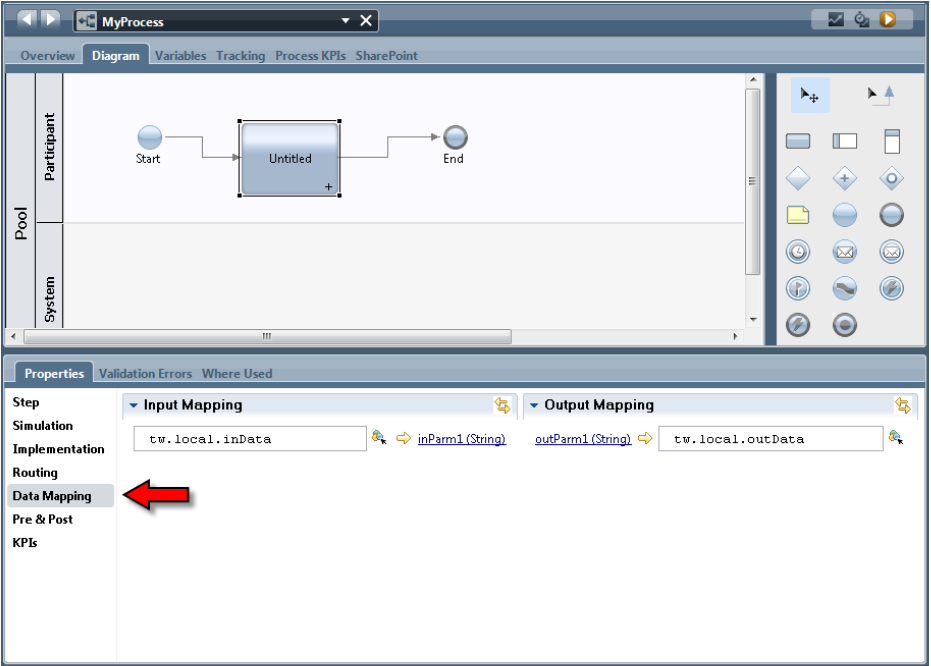 MyProcess
Overview Diagram Variables Tracking Process KPIs SharePoint
Pool
Participant
System
Start
Untitled
End
Properties Validation Errors Where Used
Step
Simulation
Implementation
Routing
Data Mapping
Pre & Post
KPIs
Input Mapping
tw.local.inData
inParm1 (String)
Output Mapping
outParm1 (String)
tw.local.outData